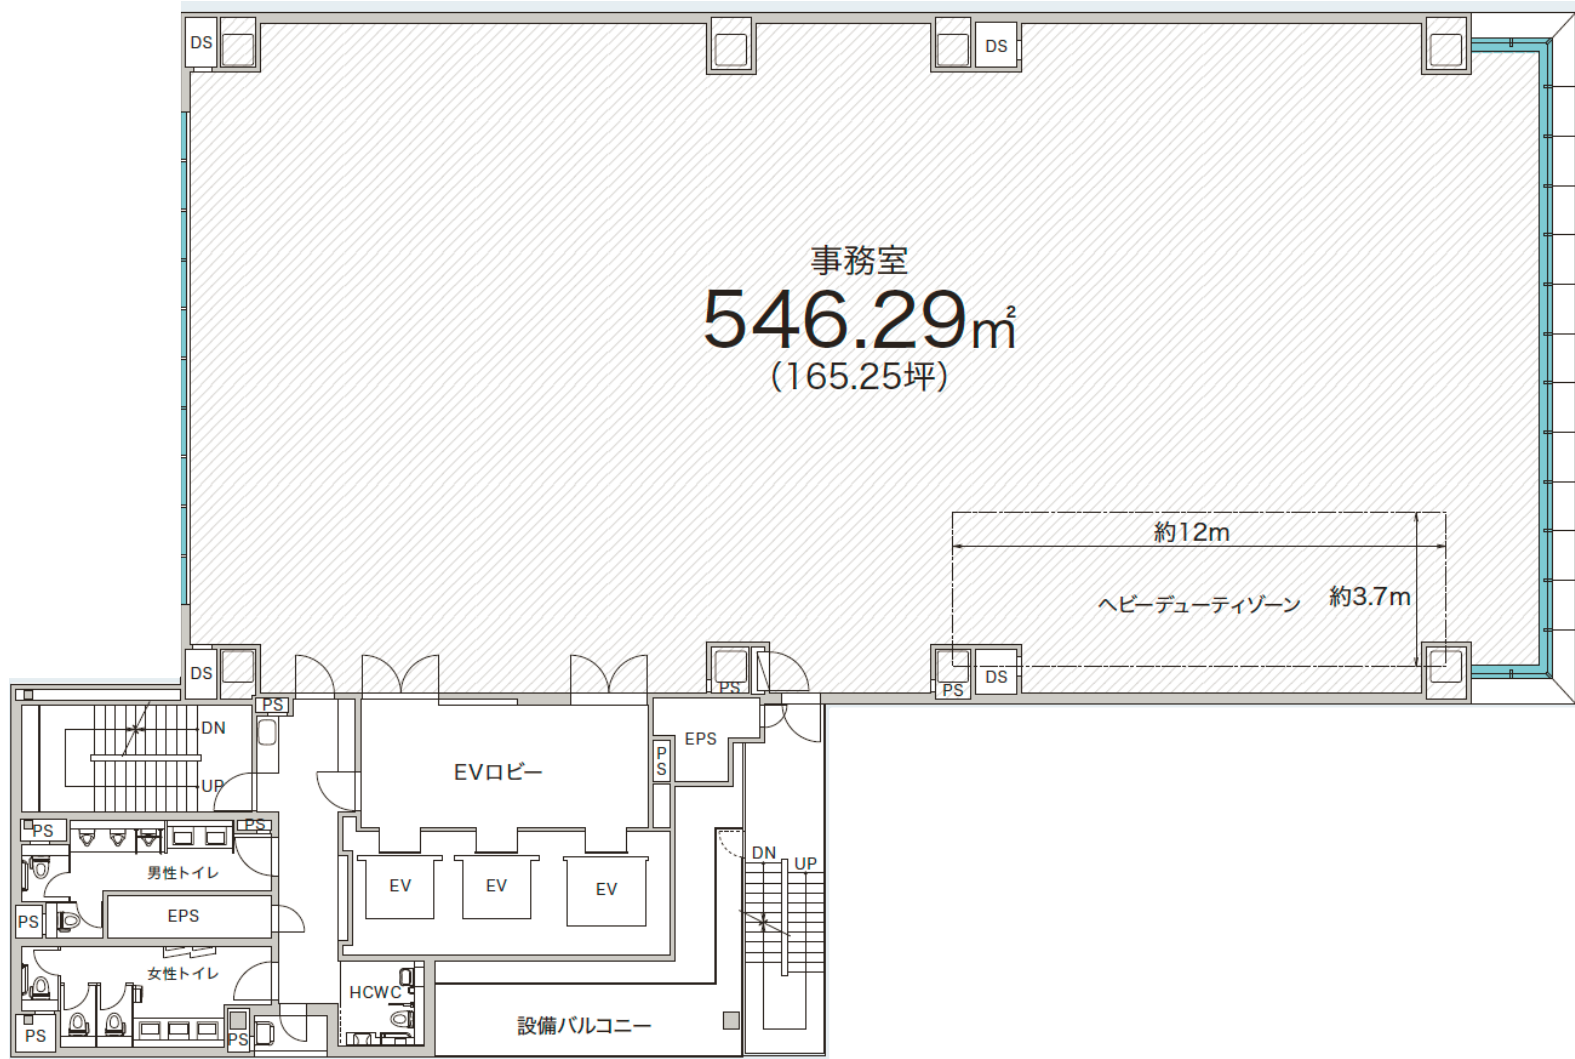 DS
DS
事務室
546.29㎡
(165.25坪)
約12m
約3.7m
ヘビーデューティゾーン
DS
PS
PS
DS
PS
DN
UP
EVロビー
EPS
PS
PS
PS
男性トイレ
EV
EV
EV
DN
UP
PS
EPS
女性トイレ
HCWC
PS
PS
設備バルコニー